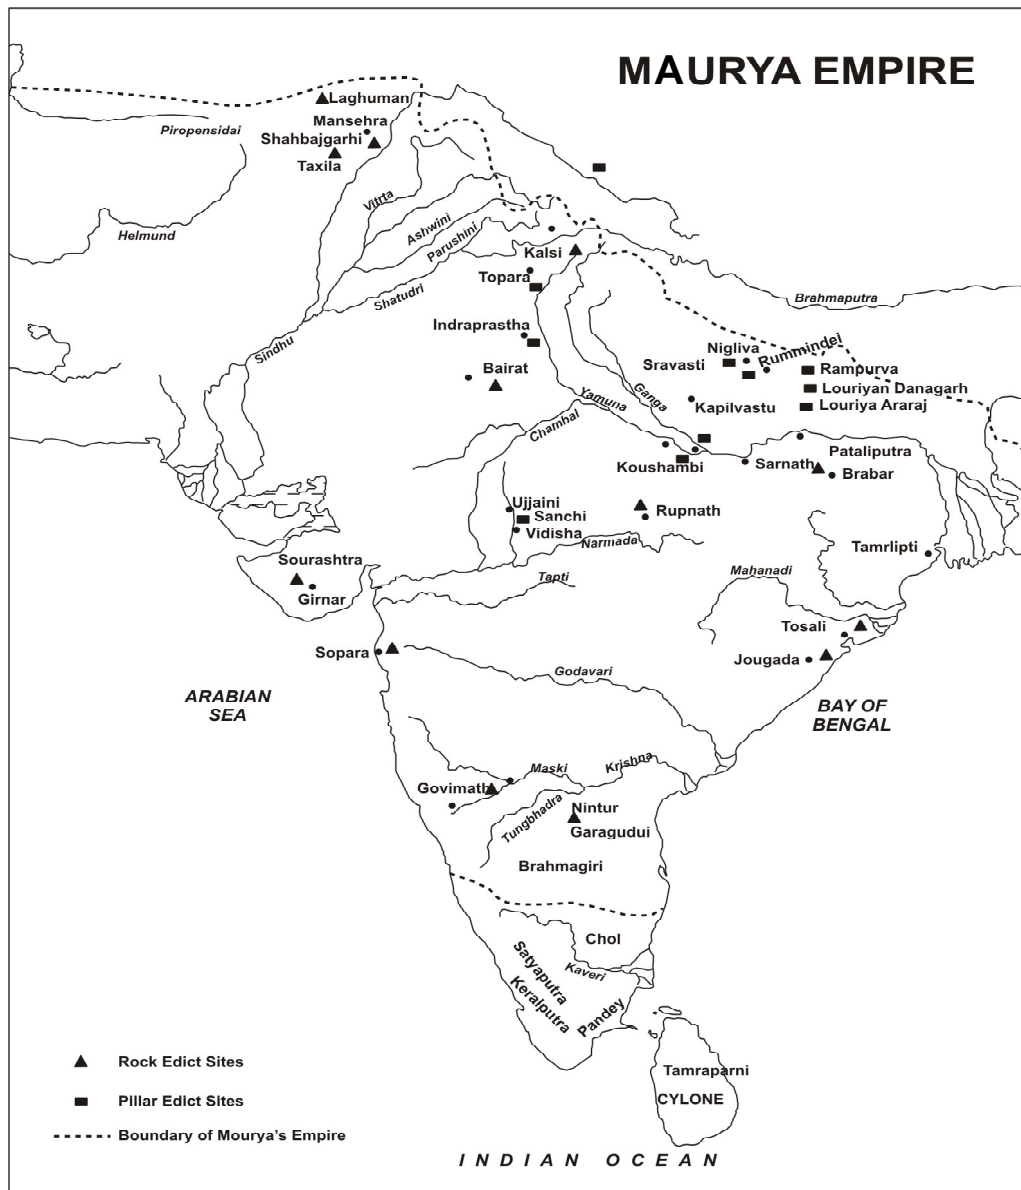 MAURYA EMPIRE
Laghuman
Mansehra
Piropensidai
Shahbajgarhi
Taxila
Vitrta
Helmund
Ashwini
Parushini
Kalsi
Topara
Shatudri
Brahmaputra
Indraprastha
Sindhu
Nigliva
Rummindei
Sravasti
Bairat
Rampurva
Louriyan Danagarh
Yamuna
Ganga
Kapilvastu
Louriya Araraj
Chambal
Pataliputra
Koushambi
Sarnath
Brabar
Ujjaini
Sanchi
Rupnath
Vidisha
Narmada
Tamrlipti
Sourashtra
Tapti
Mahanadi
Girnar
Tosali
Sopara
Jougada
Godavari
ARABIAN
SEA
BAY OF
BENGAL
Krishna
Maski
Govimath
Nintur
Tungbhadra
Garagudui
Brahmagiri
Chol
Satyaputra
Kaveri
Keralputra
Pandey
Rock Edict Sites
Tamraparni
Pillar Edict Sites
CYLONE
Boundary of Mourya's Empire
INDIAN OCEAN